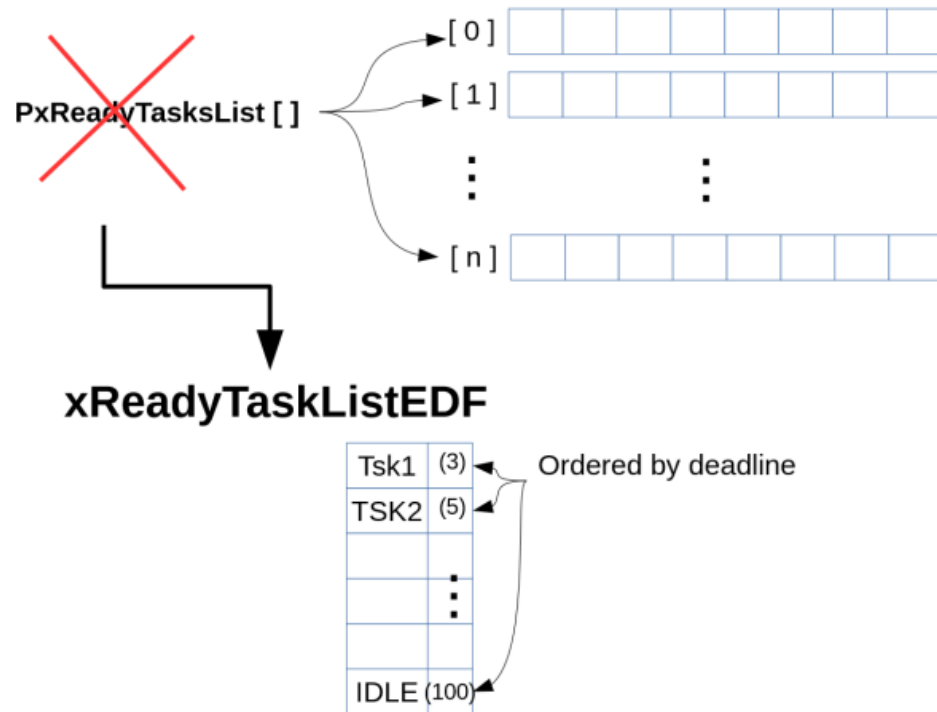 [ 0 ]
PxReadyTasksList [ ]
[ 1 ]
[ n ]
xReadyTaskListEDF
Tsk1 (3)
Ordered by deadline
TSK2 (5)
IDLE (100)